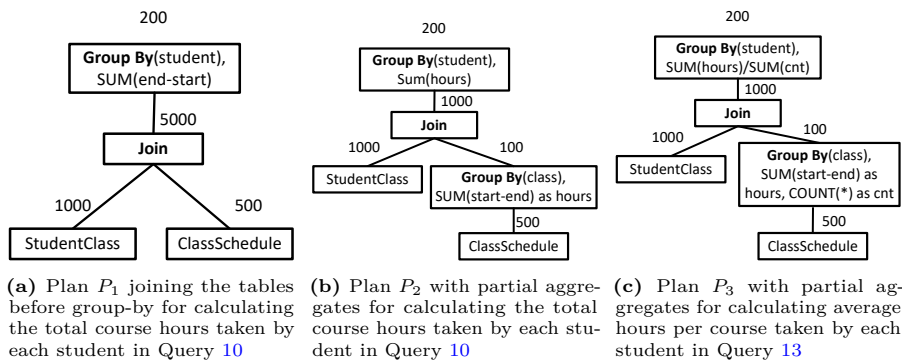 200
Group By(student),
SUM(end-start)
5000
Join
1000
500
StudentClass
ClassSchedule
(a) Plan P1 joining the tables
before group-by for calculating
the total course hours taken by
each student in Query 10
200
Group By(student),
Sum(hours)
1000
Join
1000
100
StudentClass
Group By(class),
SUM(start-end) as hours
500
ClassSchedule
(b) Plan P2 with partial aggre-
gates for calculating the total
course hours taken by each stu-
dent in Query 10
200
Group By(student),
SUM(hours)/SUM(cnt)
1000
Join
1000
100
StudentClass
Group By(class),
SUM(start-end) as
hours, COUNT(*) as cnt
500
ClassSchedule
(c) Plan P3 with partial ag-
gregates for calculating average
hours per course taken by each
student in Query 13